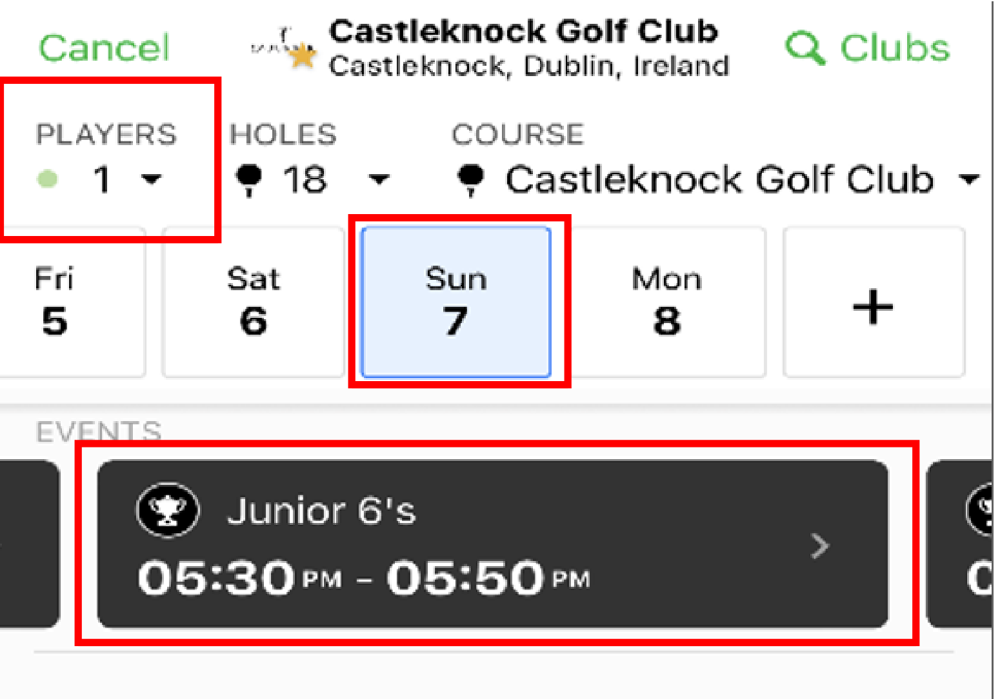 Cancel
Castleknock Golf Club
Castleknock, Dublin, Ireland
Clubs
PLAYERS HOLES COURSE
1 18 Castleknock Golf Club
Fri Sat Sun Mon
5 6 7 8 +
EVENTS
Junior 6's
05:30 PM - 05:50 PM